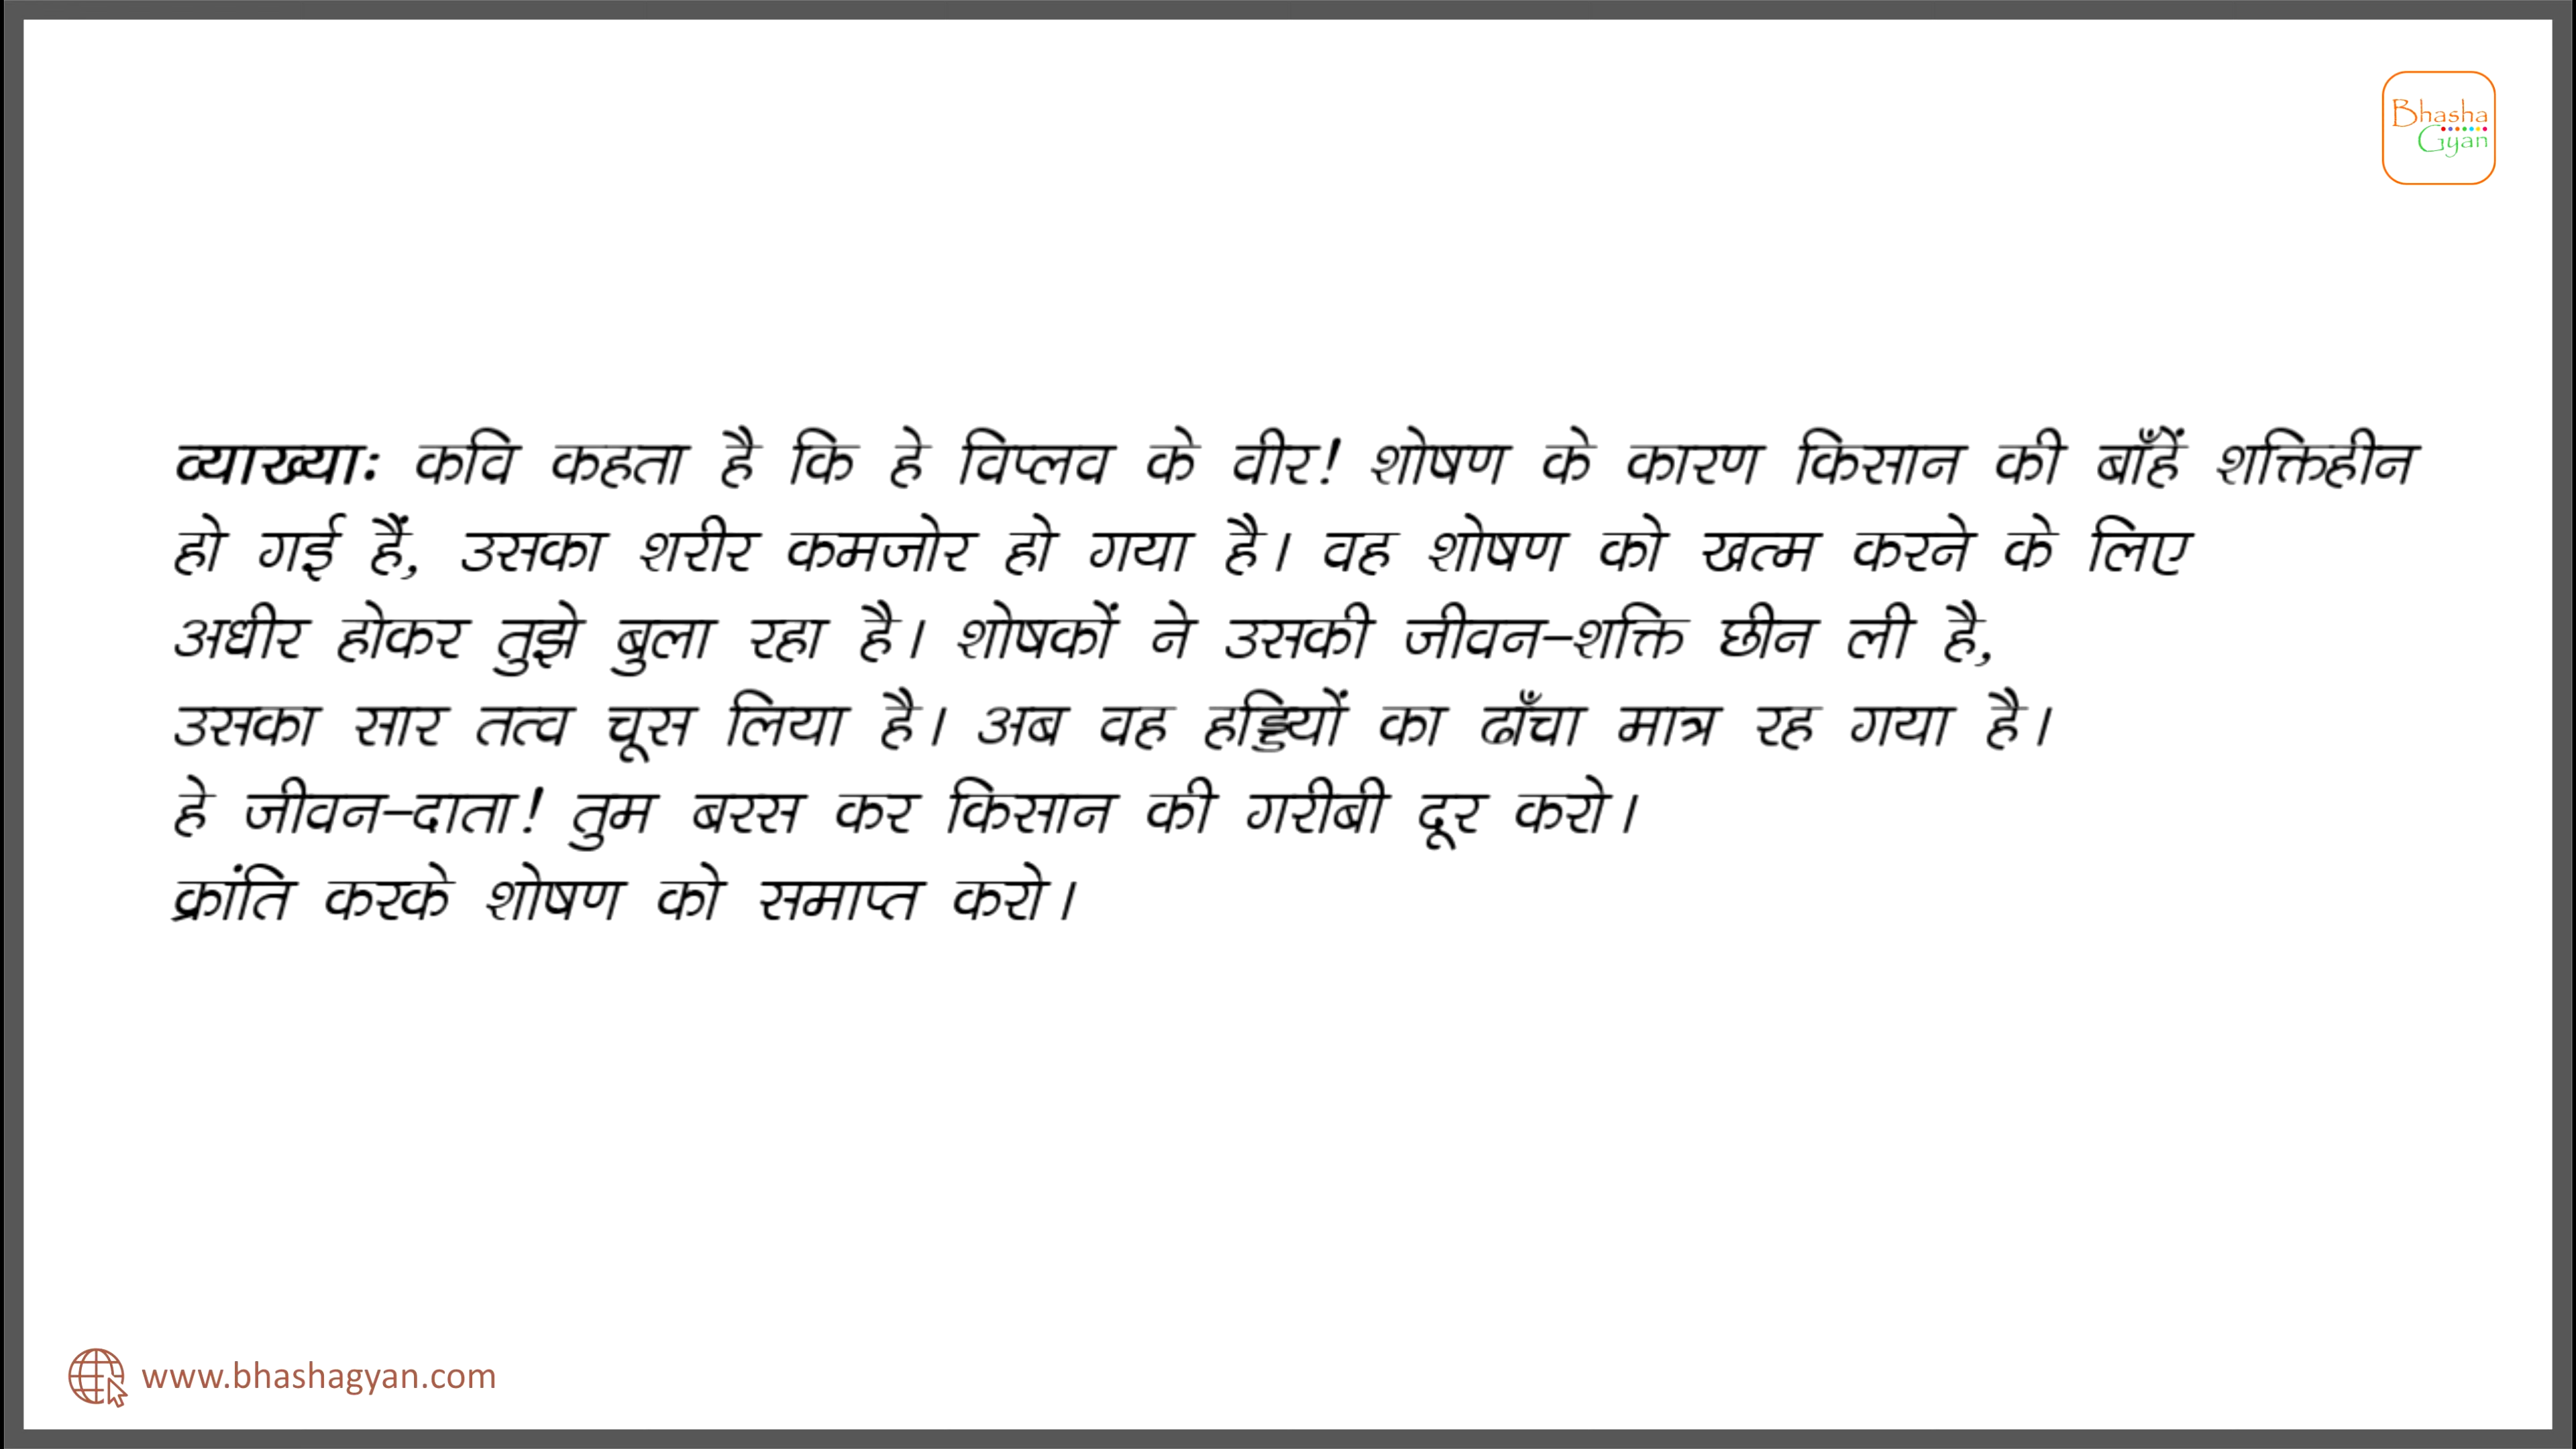 Bhasha
Gyan
व्याख्याः कवि कहता है कि हे विप्लव के वीर! शोषण के कारण किसान की बाँहें शक्तिहीन
हो गई हैं, उसका शरीर कमजोर हो गया है। वह शोषण को खत्म करने के लिए
अधीर होकर तुझे बुला रहा है। शोषकों ने उसकी जीवन-शक्ति छीन ली है,
उसका सार तत्व चूस लिया है। अब वह हड्डियों का ढाँचा मात्र रह गया है।
हे जीवन-दाता! तुम बरस कर किसान की गरीबी दूर करो।
क्रांति करके शोषण को समाप्त करो।
www.bhashagyan.com